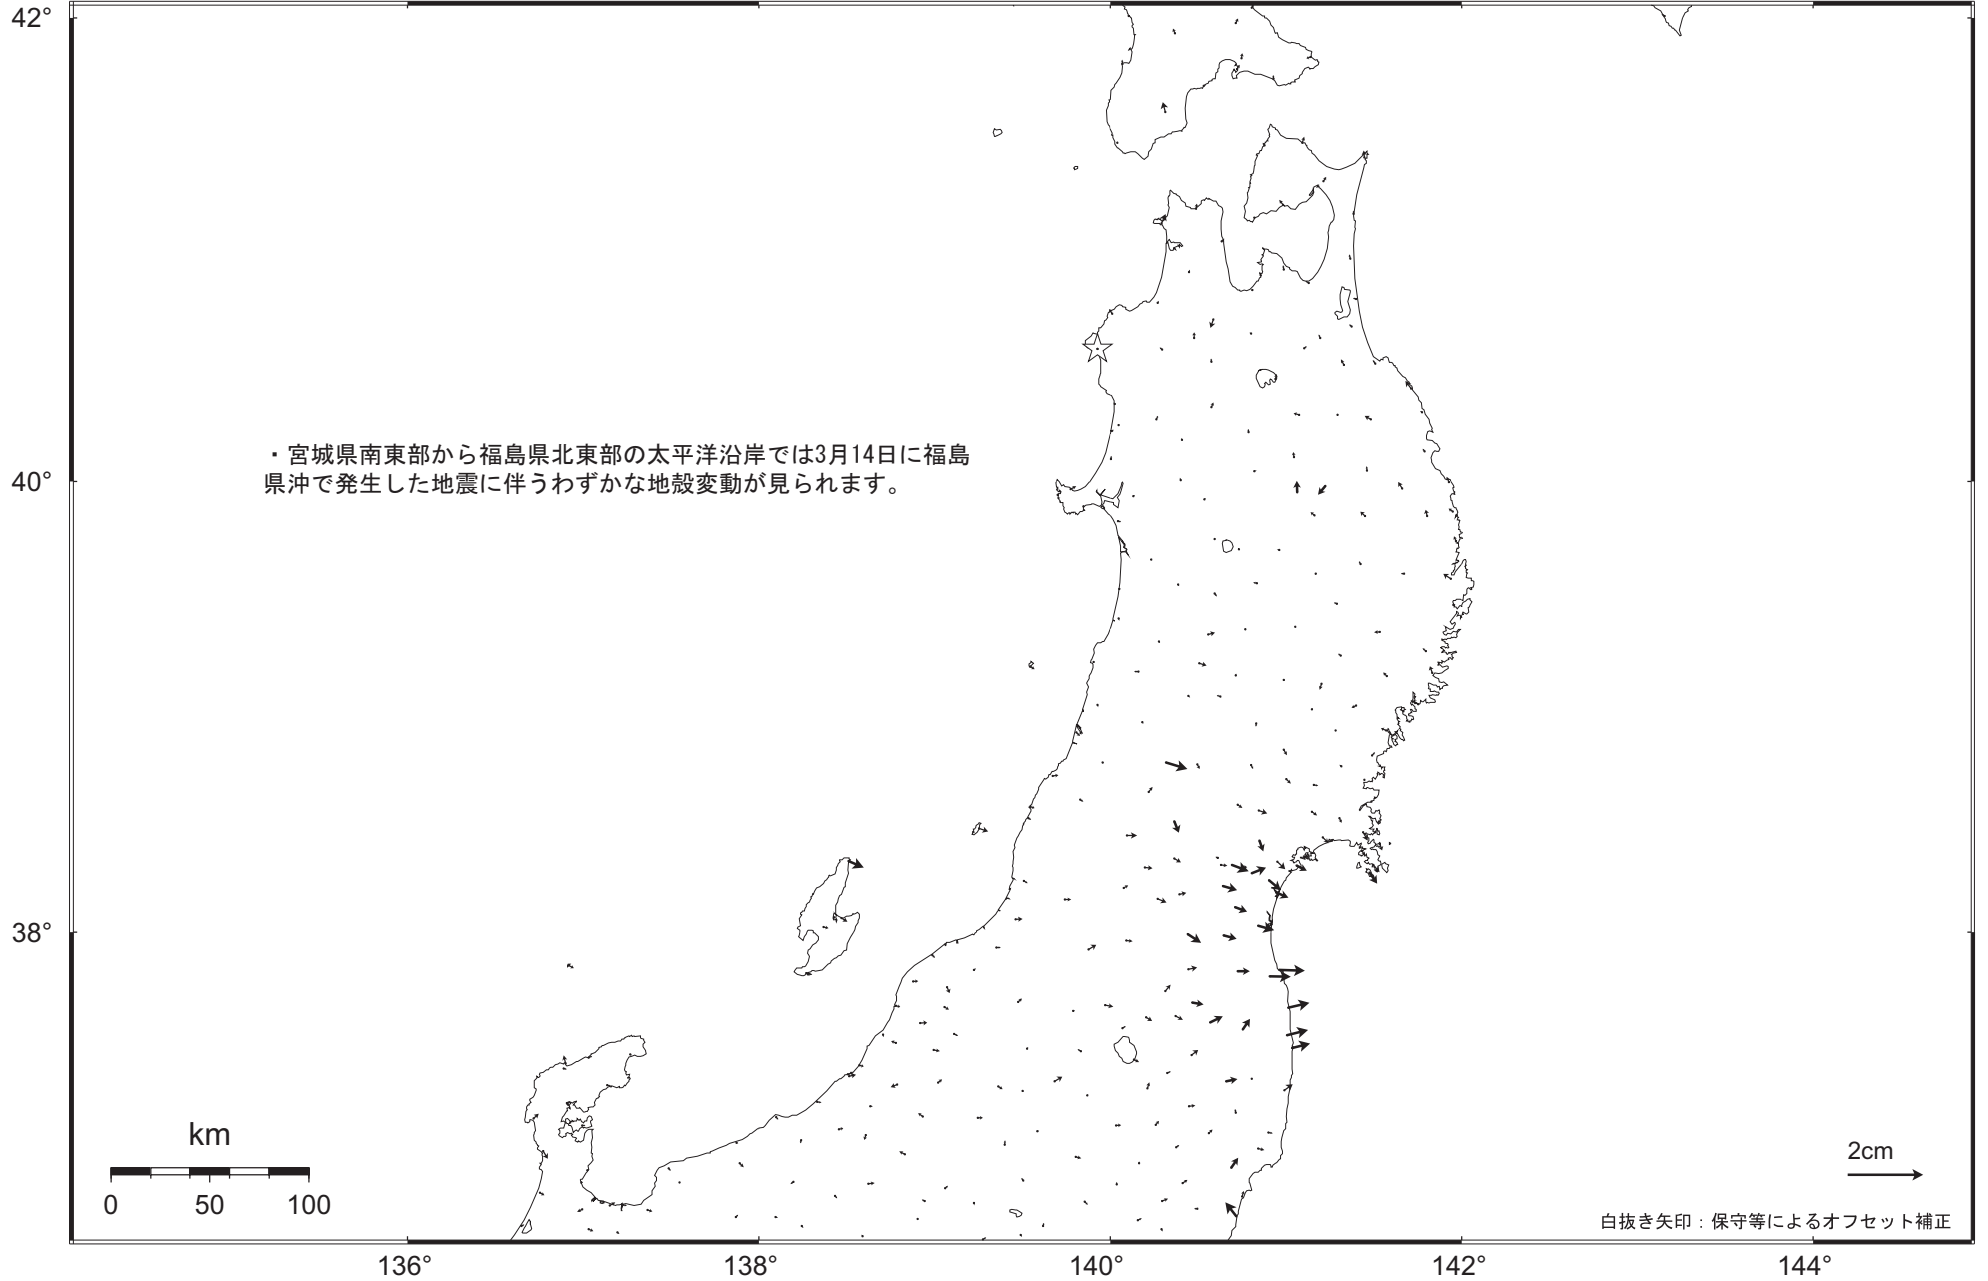 42°
・宮城県南東部から福島県北東部の太平洋沿岸では3月14日に福島
県沖で発生した地震に伴うわずかな地殻変動が見られます。
40°
38°
km
0 50 100
2cm
白抜き矢印：保守等によるオフセット補正
136° 138° 140° 142° 144°